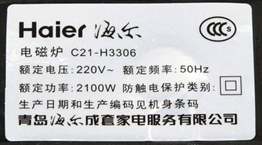 Haier 海尔
电磁炉 C21-H3306
额定电压：220V~ 额定频率：50Hz
额定功率：2100W 防触电保护类别：
生产日期和生产编码见机身条码
青岛海尔成套家电服务有限公司